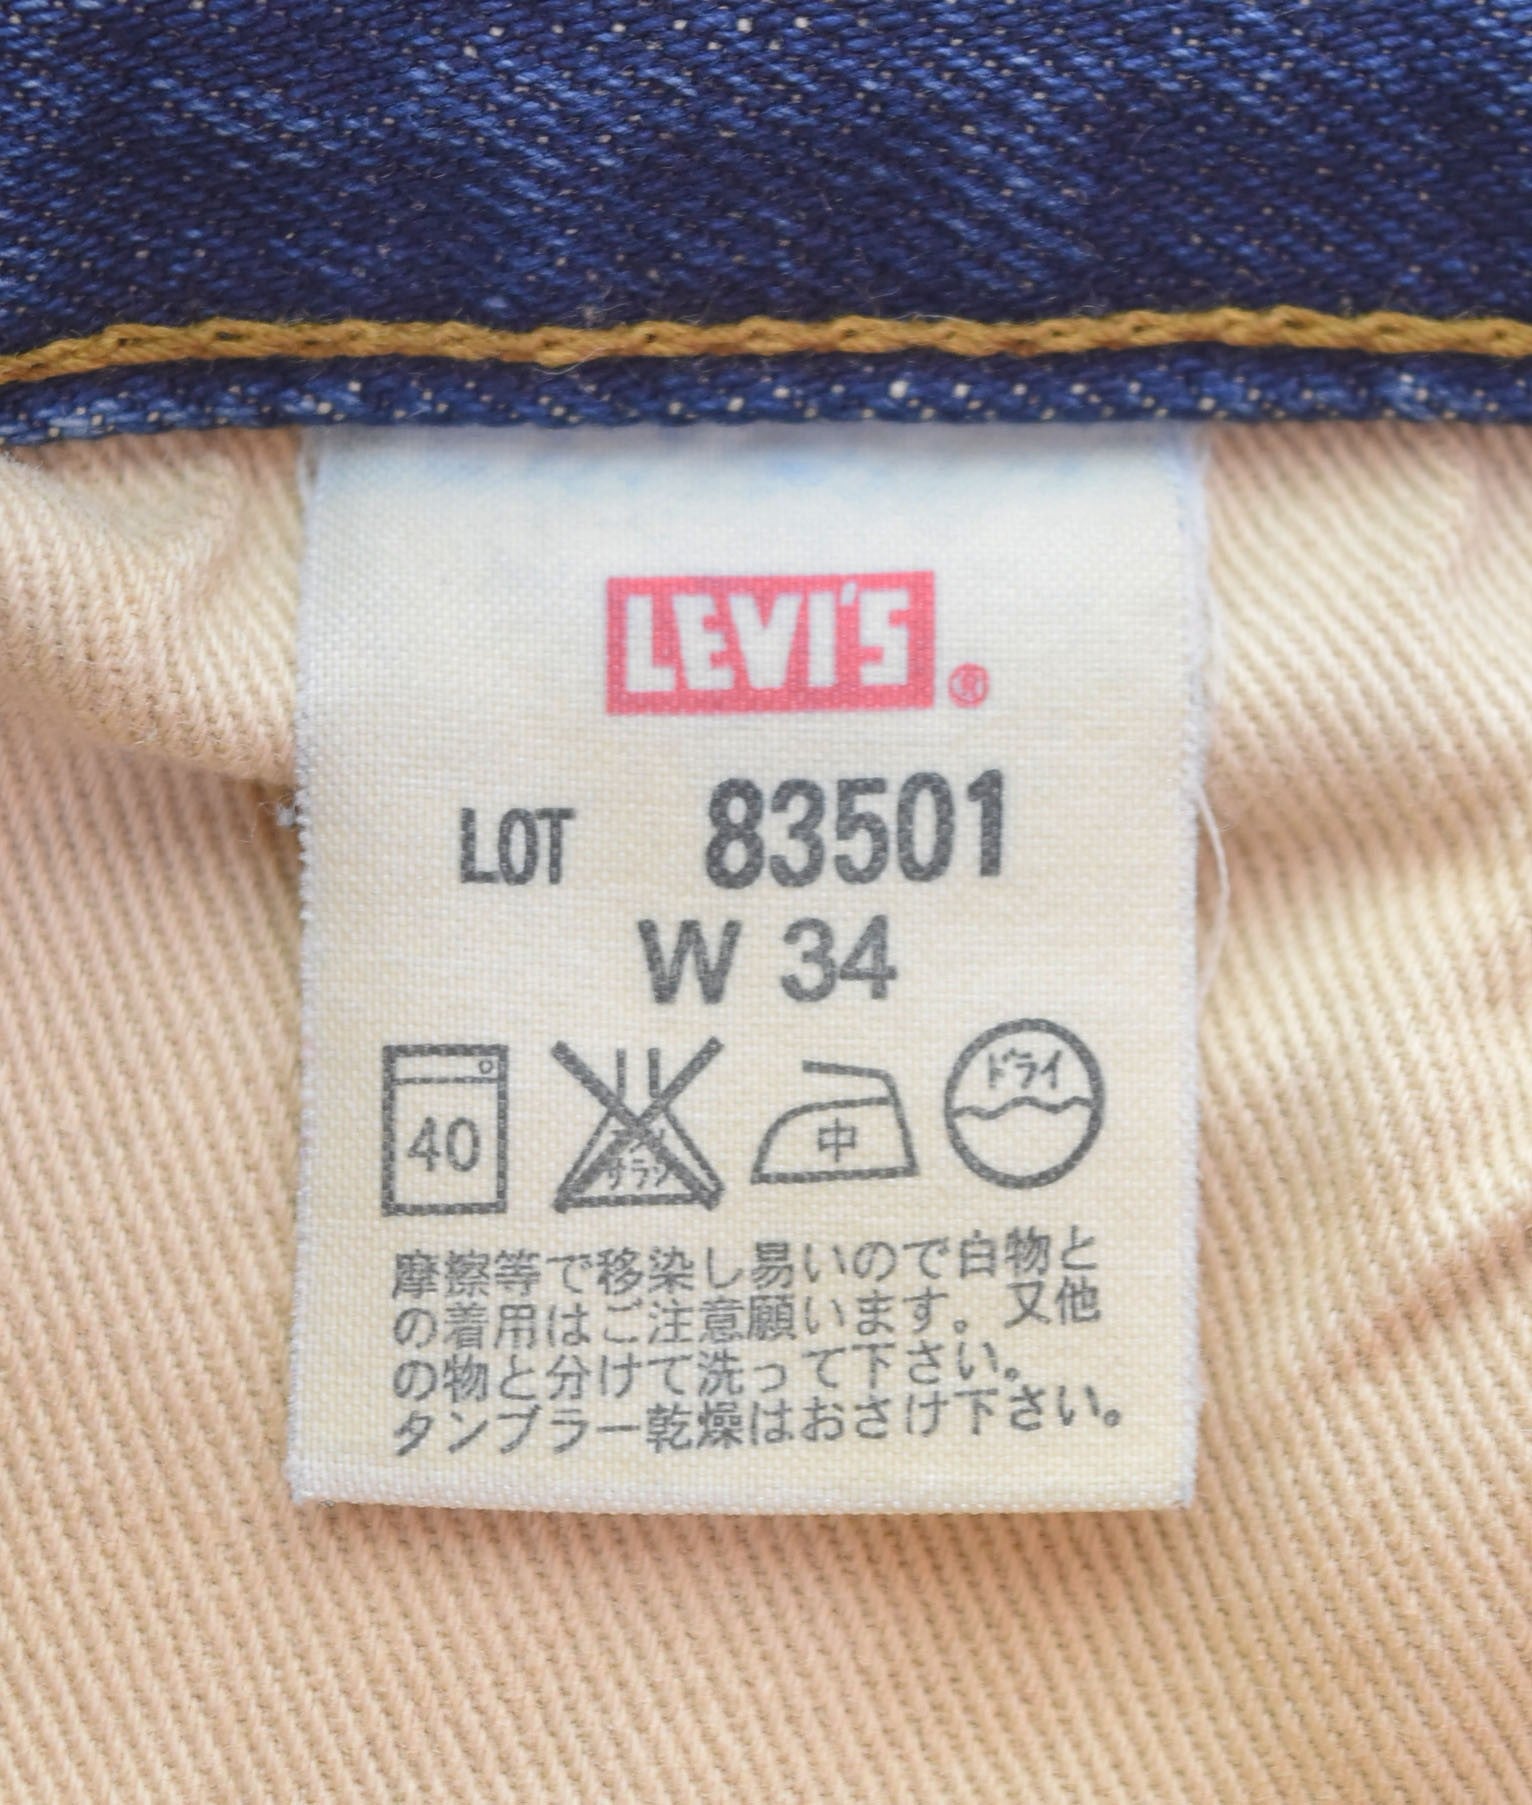 LEVI'S®
LOT 83501
W 34
40 サラシ 中 ドライ
摩擦等で移染し易いので白物と
の着用はご注意願います。又他
の物と分けて洗って下さい。
タンブラー乾燥はおさけ下さい。